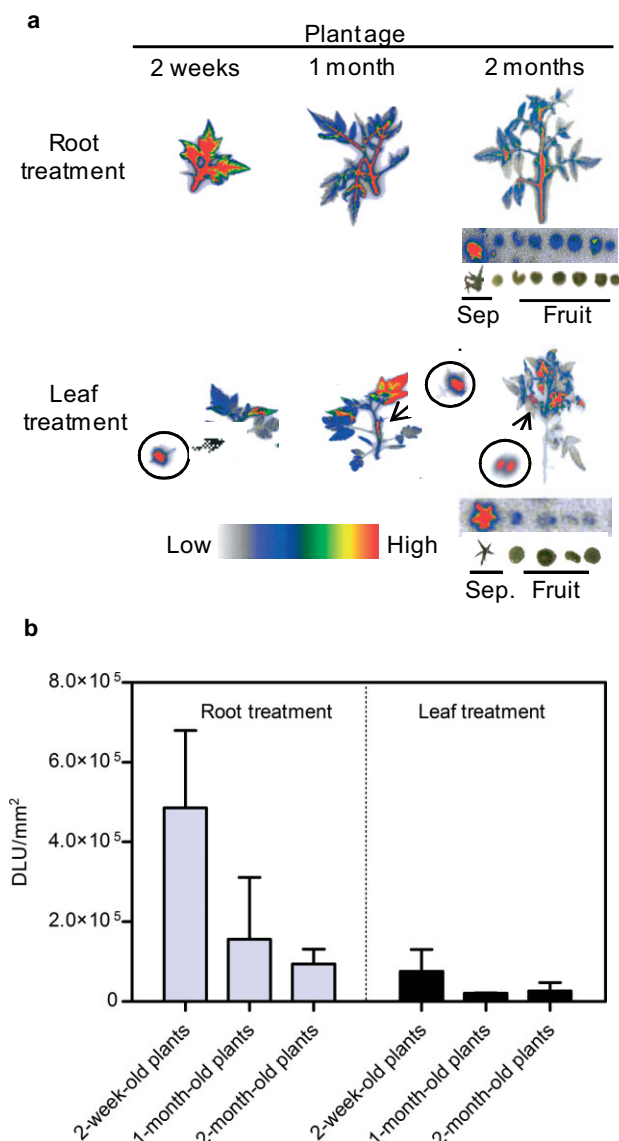 a
Plant age
2 weeks 1 month 2 months
Root
treatment
Sep Fruit
Leaf
treatment
Low High
Sep. Fruit
b
8.0×10⁵
Root treatment Leaf treatment
6.0×10⁵
4.0×10⁵
2.0×10⁵
0
DLU/mm²
2-week-old plants
1-month-old plants
2-month-old plants
2-week-old plants
1-month-old plants
2-month-old plants